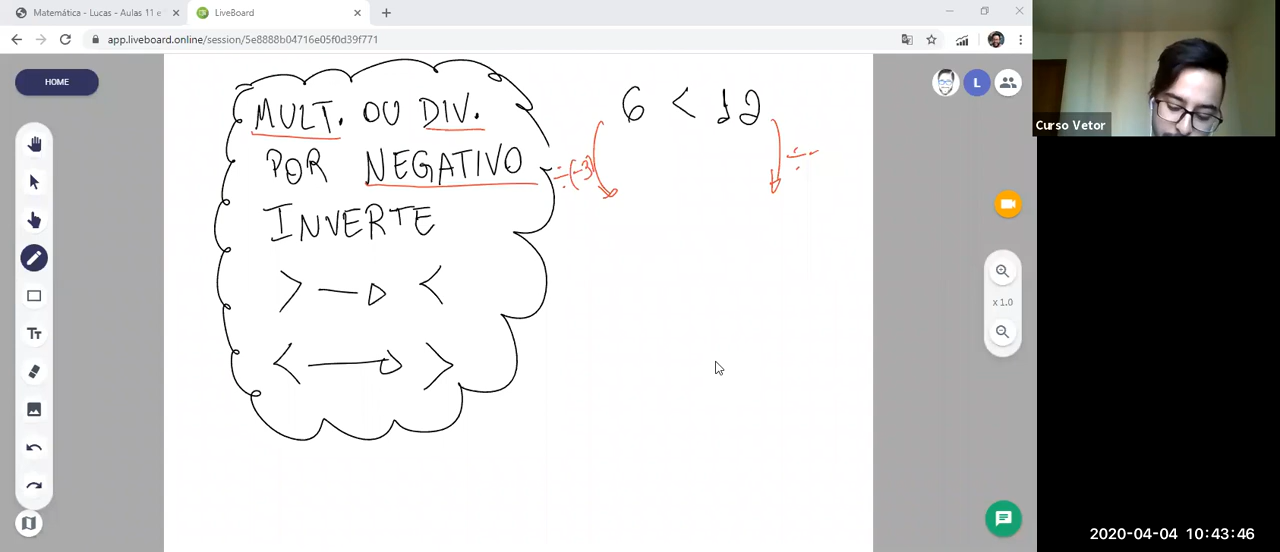 Matemática - Lucas - Aulas 11 e
LiveBoard
app.liveboard.online/session/5e8888b04716e05f0d39f771
HOME
L
Curso Vetor
MULT. OU DIV.
POR NEGATIVO
INVERTE
> → <
< → >
6 < 12
÷(-3)
÷-
Tт
x 1.0
2020-04-04 10:43:46